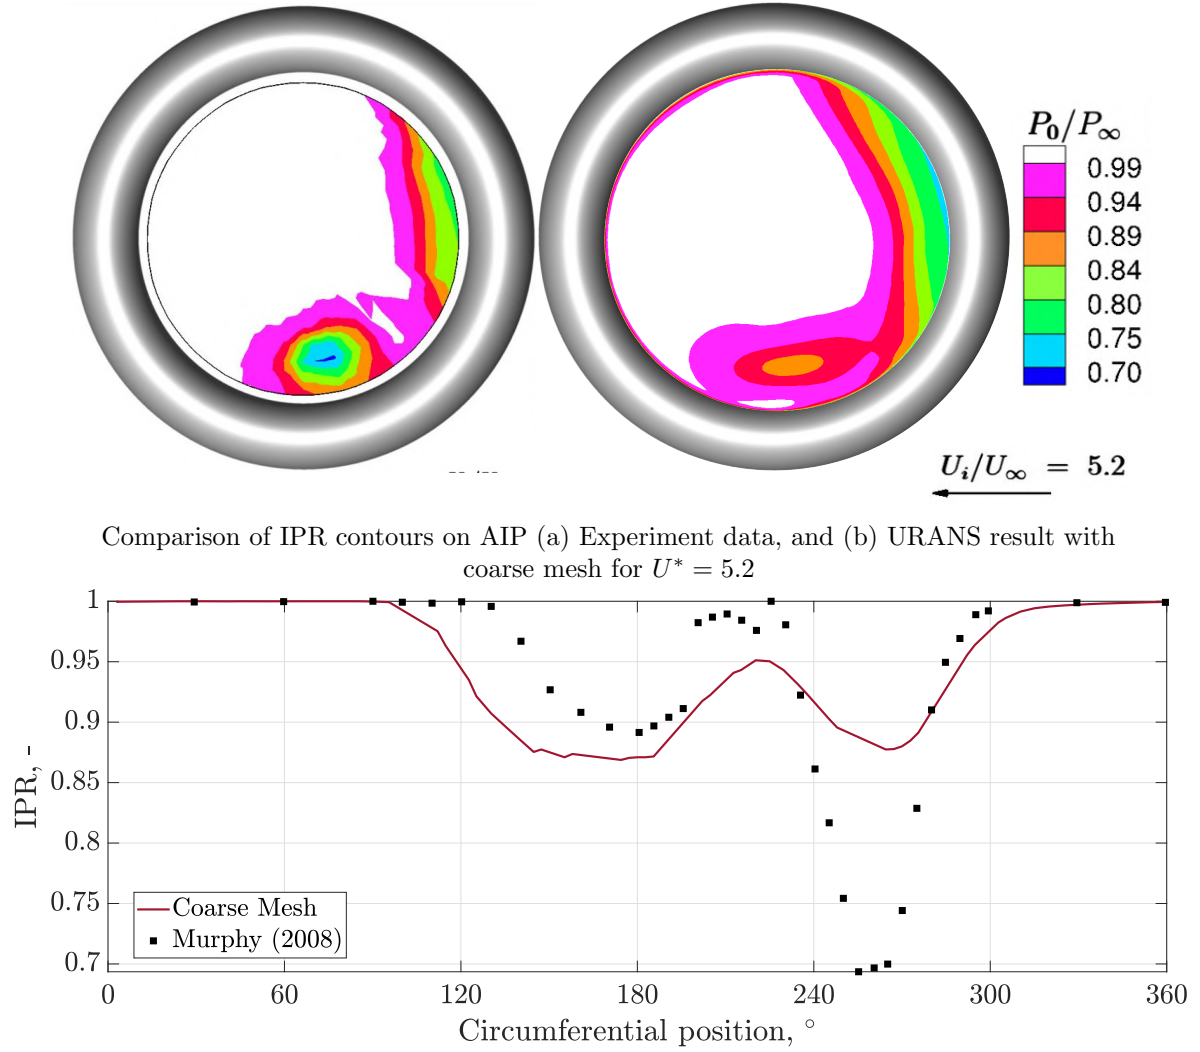 P₀/P∞
0.99
0.94
0.89
0.84
0.80
0.75
0.70
Uᵢ/U∞ = 5.2
Comparison of IPR contours on AIP (a) Experiment data, and (b) URANS result with
coarse mesh for U* = 5.2
1
0.95
0.9
0.85
0.8
0.75
0.7
IPR, -
Coarse Mesh
Murphy (2008)
0 60 120 180 240 300 360
Circumferential position, °